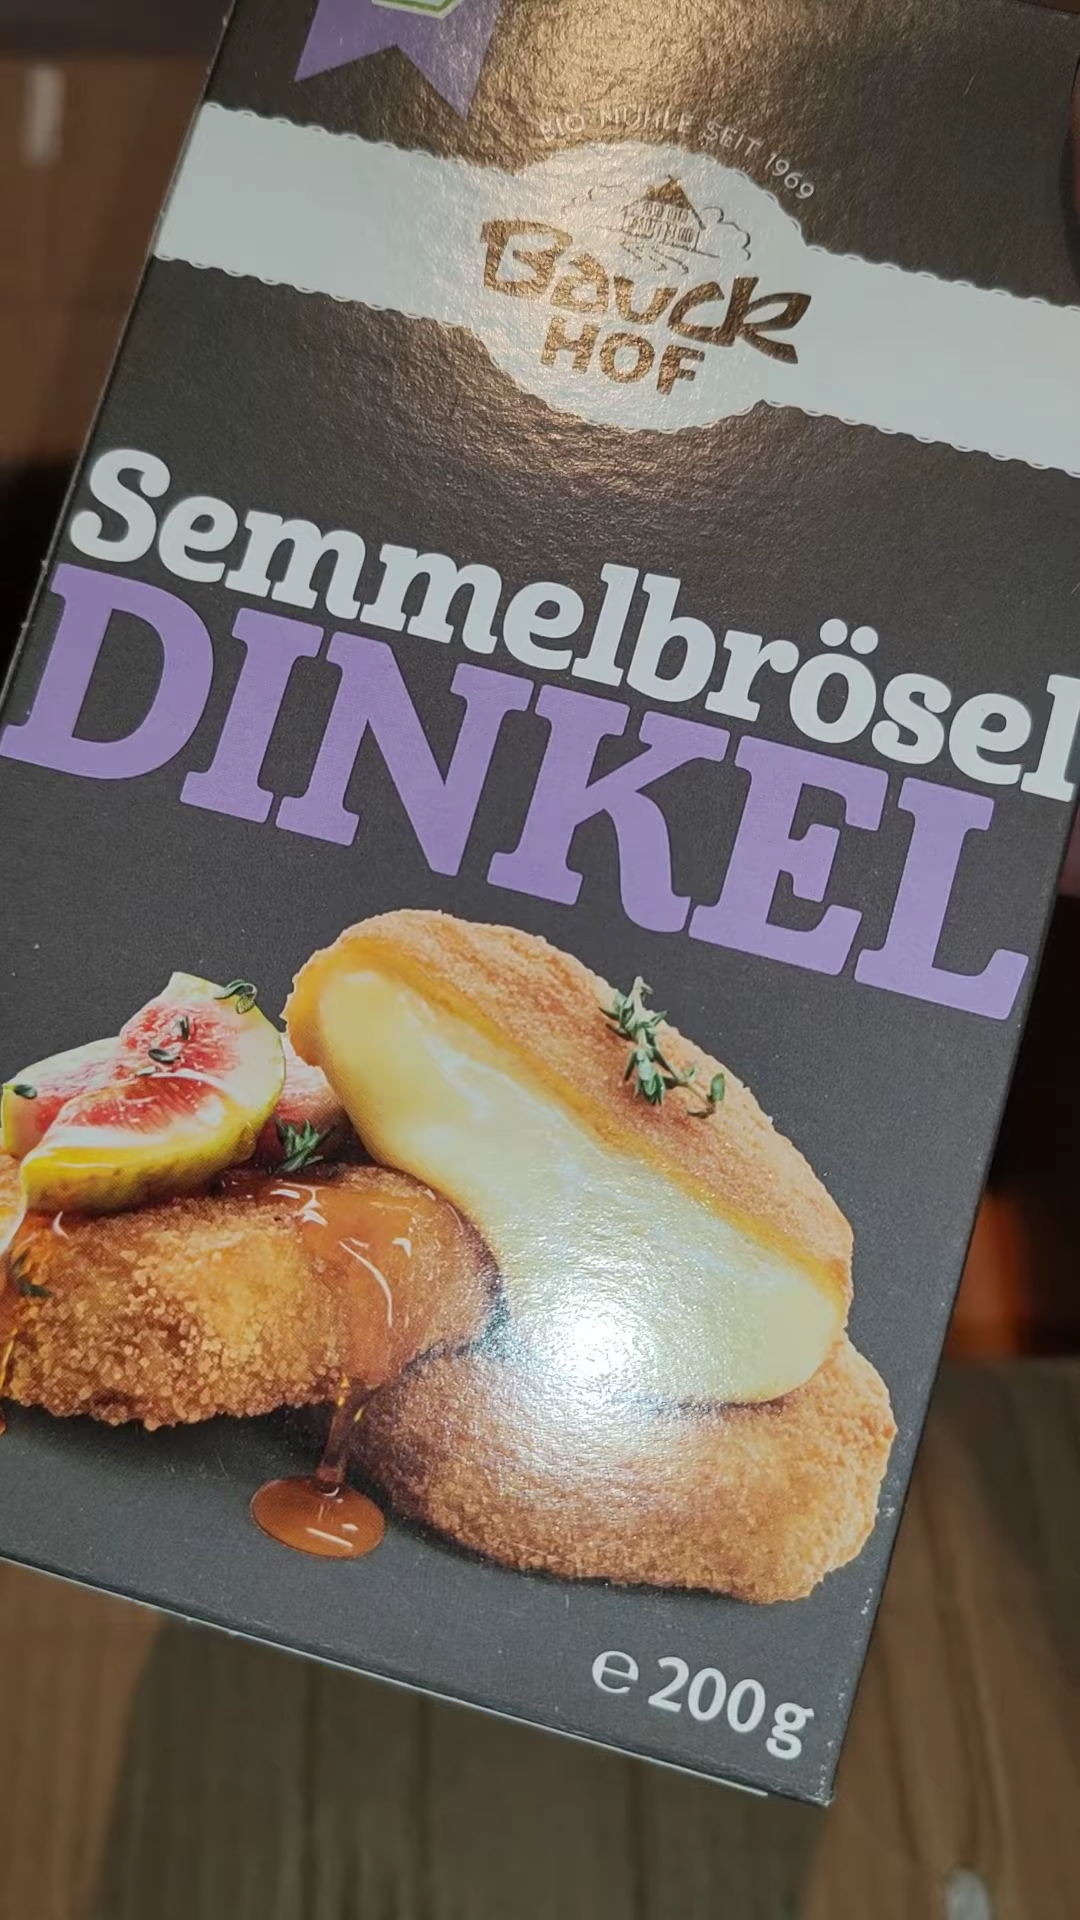 BIO MÜHLE SEIT 1969
Bauck
HOF
Semmelbrösel
DINKEL
e 200g